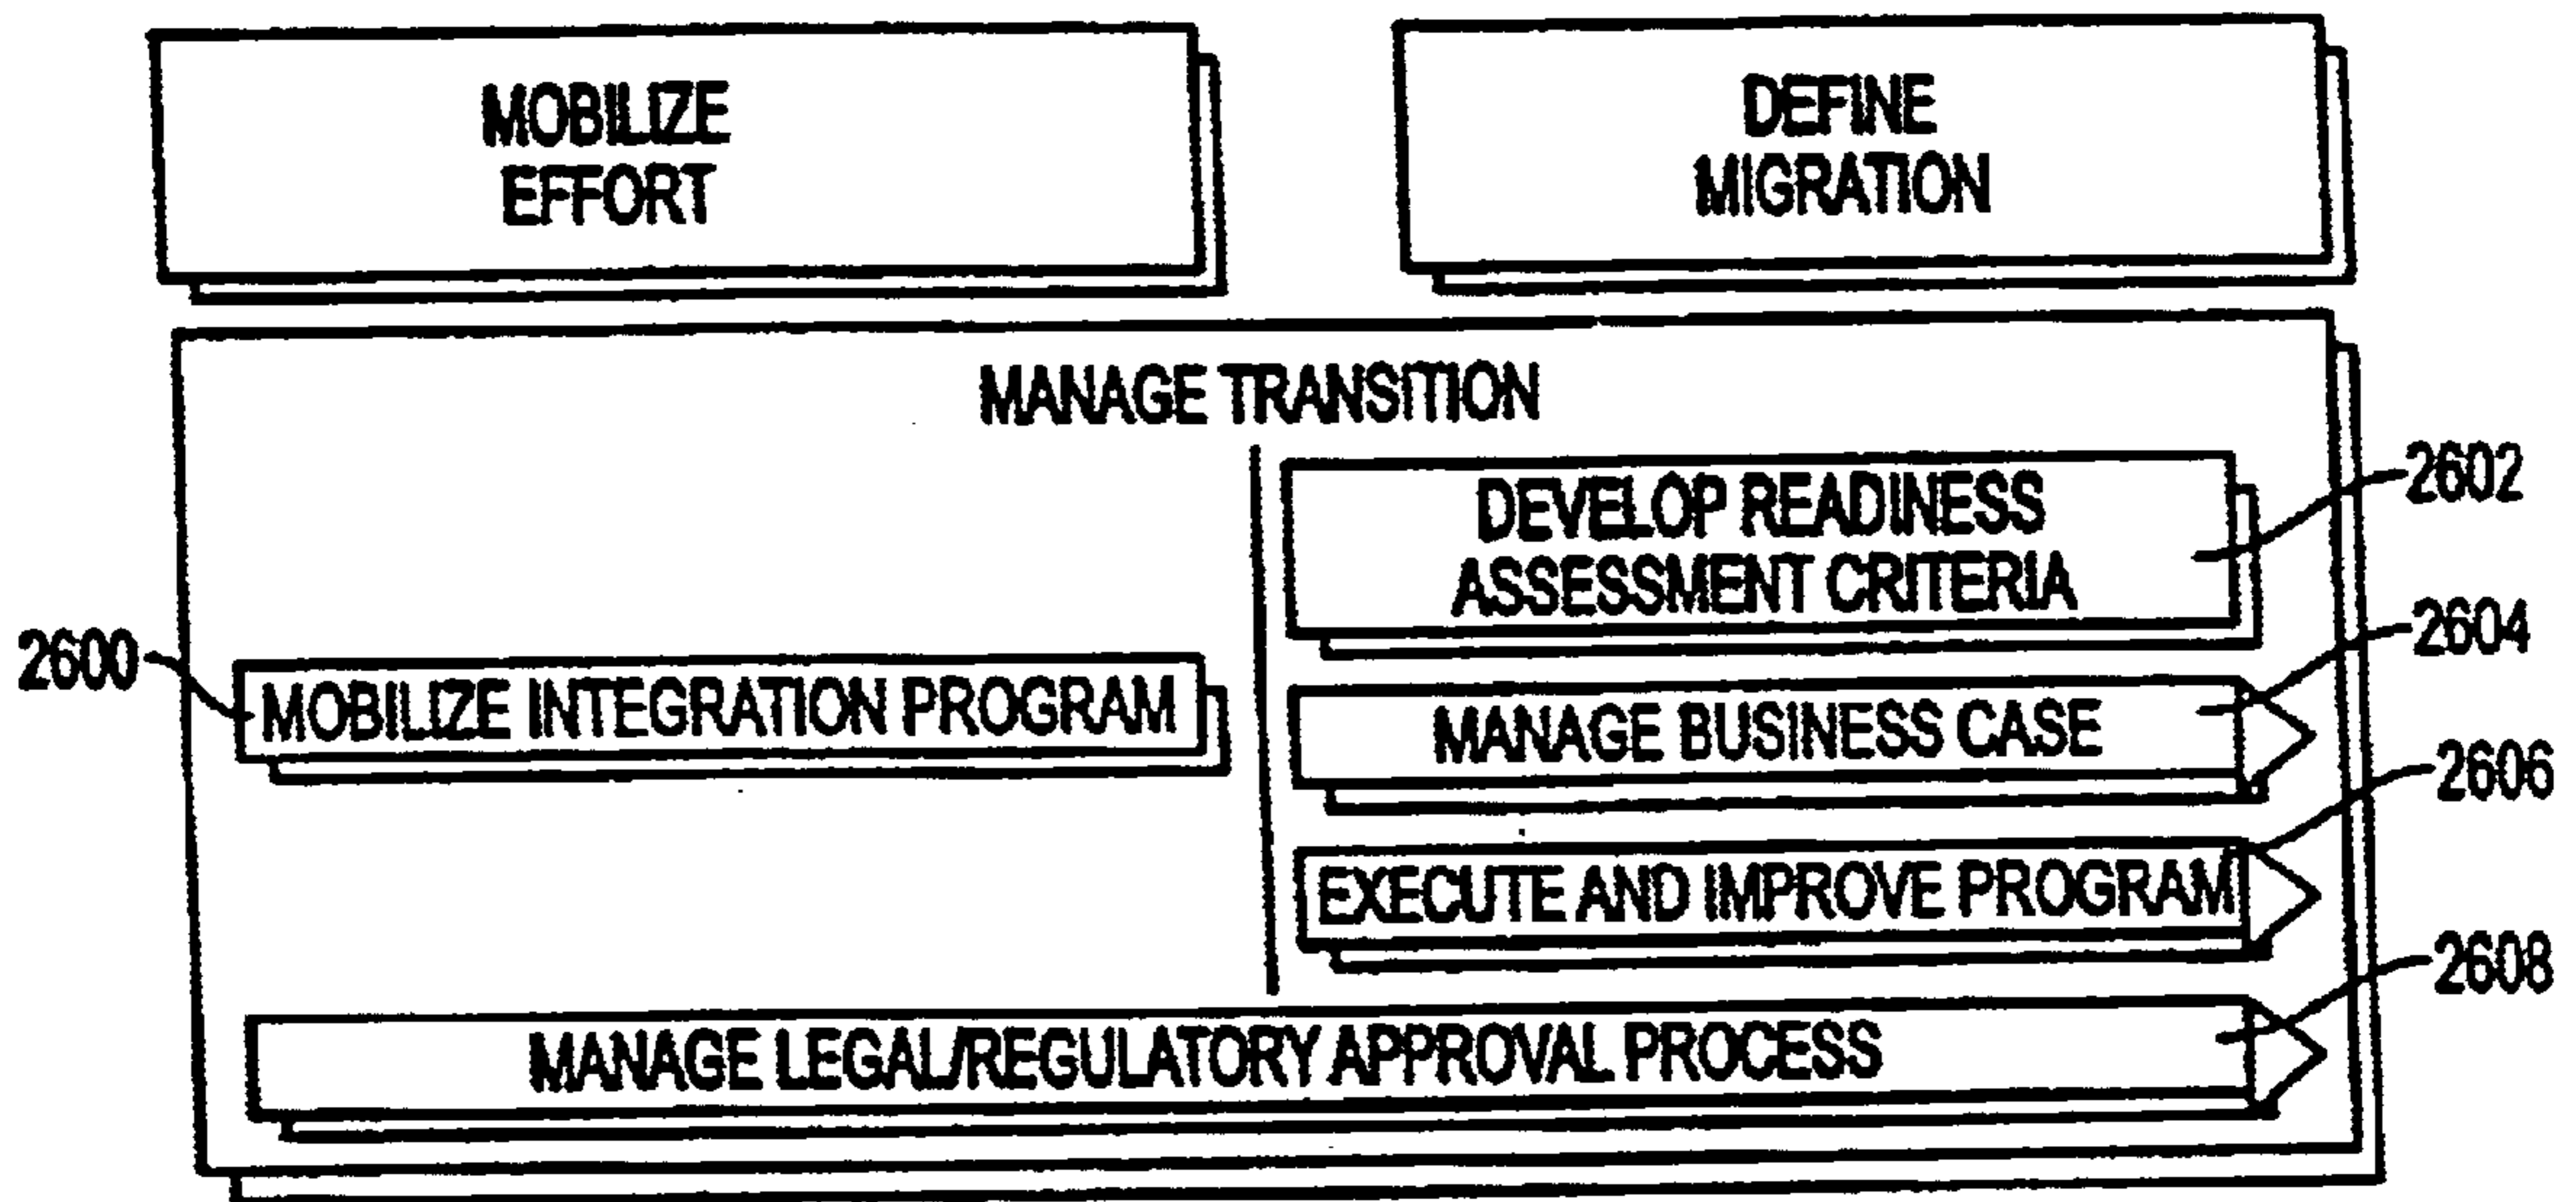 MOBILIZE
EFFORT
DEFINE
MIGRATION
MANAGE TRANSITION
DEVELOP READINESS
ASSESSMENT CRITERIA
2602
2604
2600
MOBILIZE INTEGRATION PROGRAM
MANAGE BUSINESS CASE
2606
EXECUTE AND IMPROVE PROGRAM
2608
MANAGE LEGAL/REGULATORY APPROVAL PROCESS